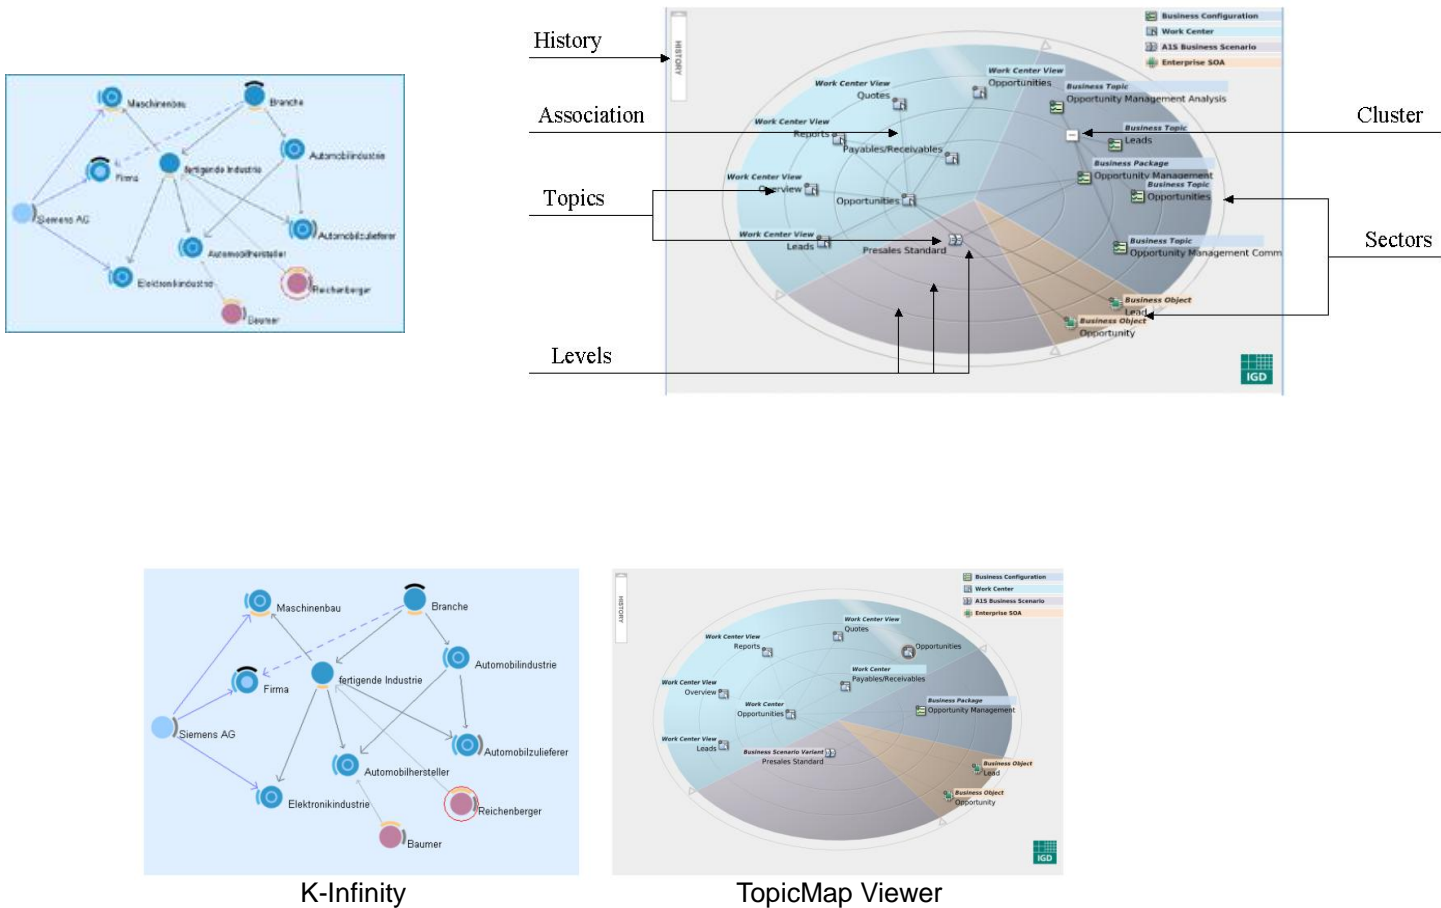 Maschinenbau
Branche
Automobilindustrie
Firma
fertigende Industrie
Siemens AG
Automobilzulieferer
Automobilhersteller
Elektronikindustrie
Reichenberger
Baumer
History
Association
Topics
Levels
Cluster
Sectors
HISTORY
Business Configuration
Work Center
A1S Business Scenario
Enterprise SOA
Work Center View
Opportunities
Work Center View
Quotes
Business Topic
Opportunity Management Analysis
Work Center View
Reports
Payables/Receivables
Business Topic
Leads
Business Package
Opportunity Management
Work Center View
Overview
Opportunities
Business Topic
Opportunities
Work Center View
Leads
Presales Standard
Business Topic
Opportunity Management Comm
Business Object
Lead
Business Object
Opportunity
IGD
Maschinenbau
Branche
Automobilindustrie
Firma
fertigende Industrie
Siemens AG
Automobilzulieferer
Automobilhersteller
Elektronikindustrie
Reichenberger
Baumer
K-Infinity
HISTORY
Business Configuration
Work Center
A1S Business Scenario
Enterprise SOA
Work Center View
Quotes
Work Center View
Reports
Opportunities
Work Center
Payables/Receivables
Work Center View
Overview
Work Center
Opportunities
Business Package
Opportunity Management
Work Center View
Leads
Business Scenario Variant
Presales Standard
Business Object
Lead
Business Object
Opportunity
IGD
TopicMap Viewer